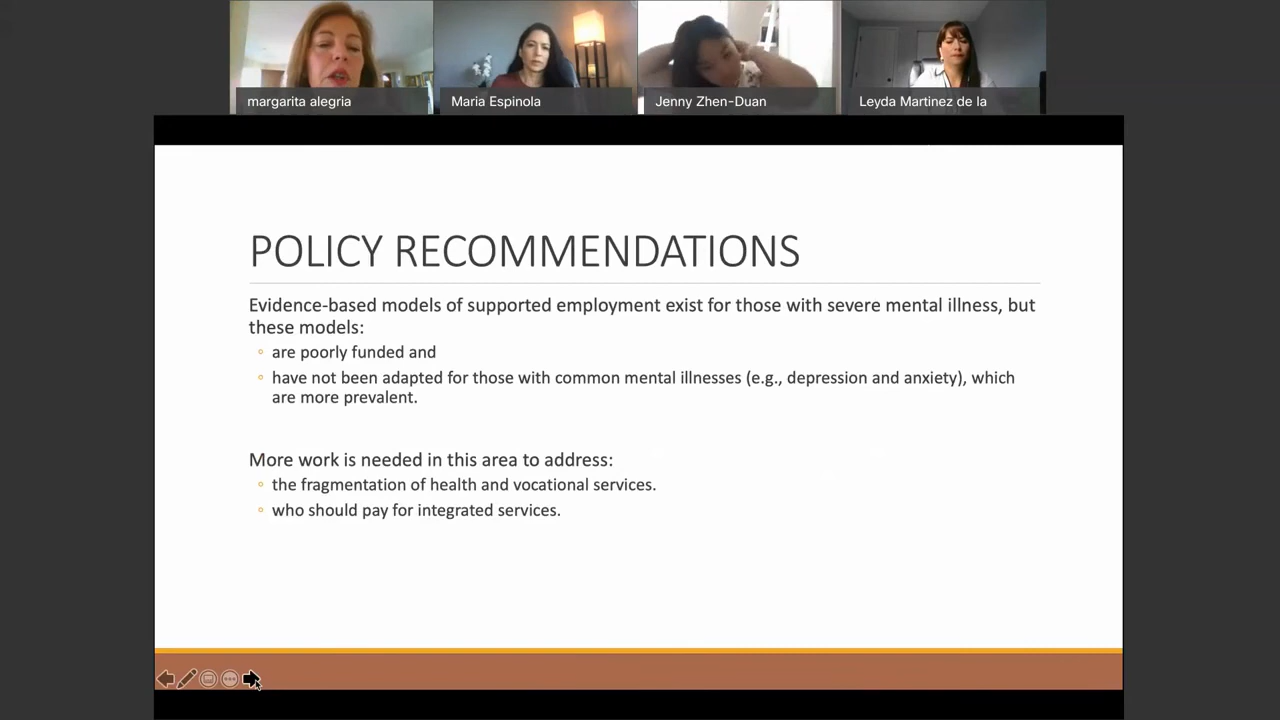 margarita alegria
Maria Espinola
Jenny Zhen-Duan
Leyda Martinez de la
POLICY RECOMMENDATIONS
Evidence-based models of supported employment exist for those with severe mental illness, but
these models:
◦ are poorly funded and
◦ have not been adapted for those with common mental illnesses (e.g., depression and anxiety), which
are more prevalent.
More work is needed in this area to address:
◦ the fragmentation of health and vocational services.
◦ who should pay for integrated services.